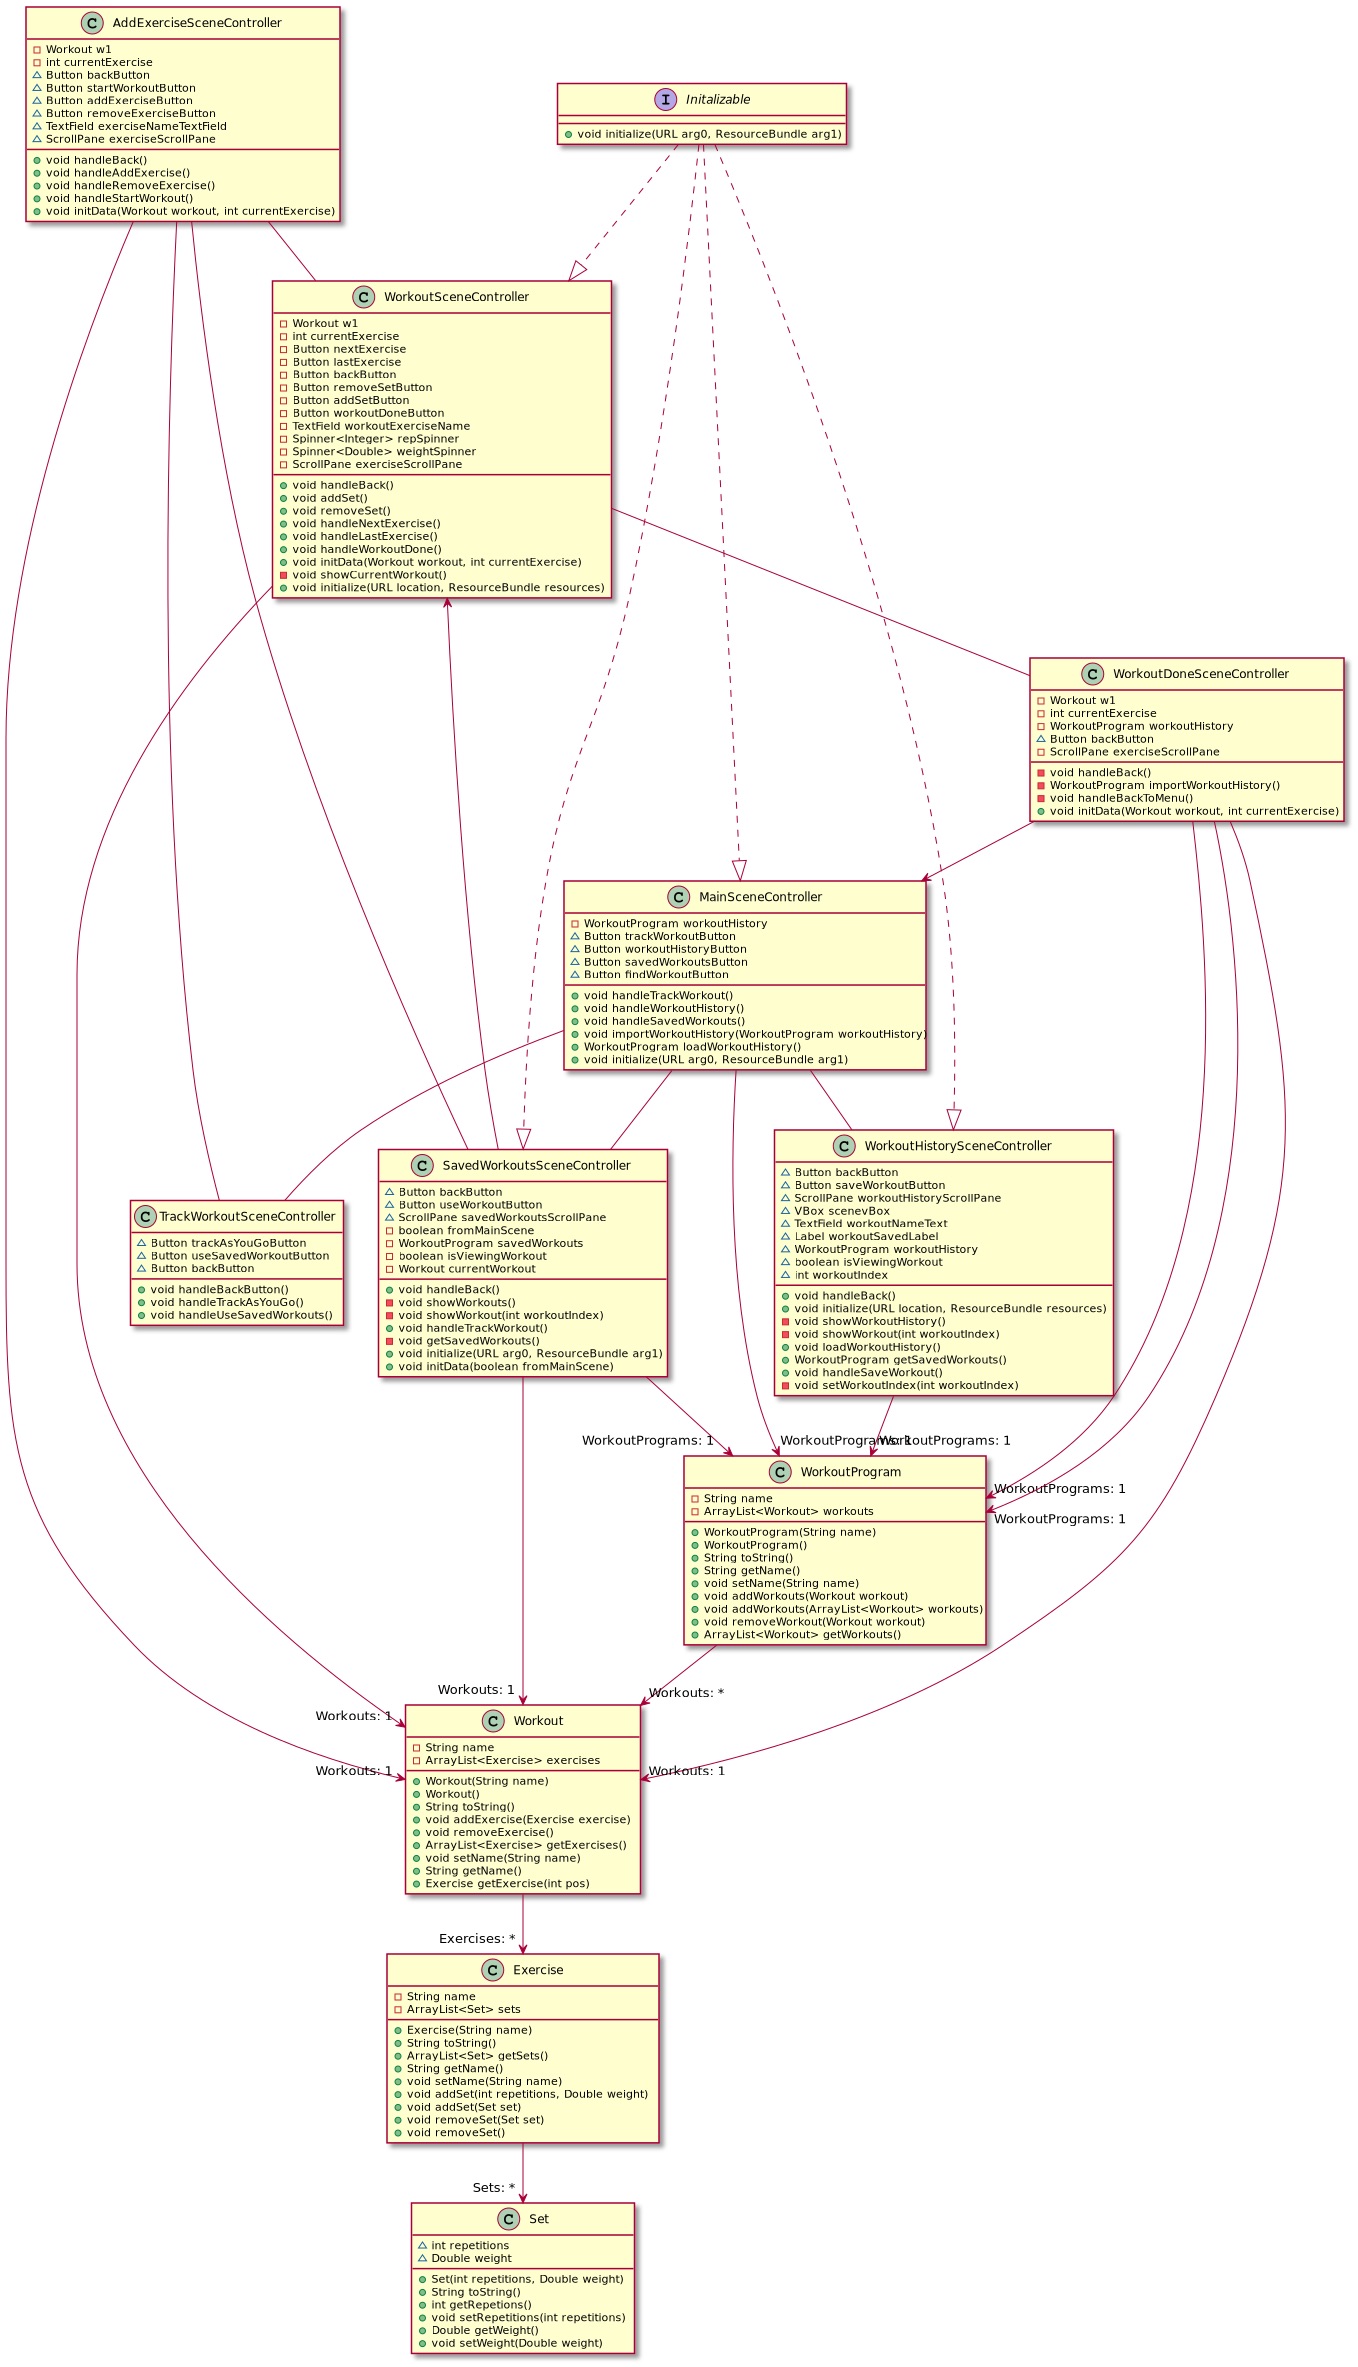 C AddExerciseSceneController
Workout w1
int currentExercise
Button backButton
Button startWorkoutButton
Button addExerciseButton
Button removeExerciseButton
TextField exerciseNameTextField
ScrollPane exerciseScrollPane
void handleBack()
void handleAddExercise()
void handleRemoveExercise()
void handleStartWorkout()
void initData(Workout workout, int currentExercise)
I Initalizable
void initialize(URL arg0, ResourceBundle arg1)
C WorkoutSceneController
Workout w1
int currentExercise
Button nextExercise
Button lastExercise
Button backButton
Button removeSetButton
Button addSetButton
Button workoutDoneButton
TextField workoutExerciseName
Spinner<Integer> repSpinner
Spinner<Double> weightSpinner
ScrollPane exerciseScrollPane
void handleBack()
void addSet()
void removeSet()
void handleNextExercise()
void handleLastExercise()
void handleWorkoutDone()
void initData(Workout workout, int currentExercise)
void showCurrentWorkout()
void initialize(URL location, ResourceBundle resources)
C WorkoutDoneSceneController
Workout w1
int currentExercise
WorkoutProgram workoutHistory
Button backButton
ScrollPane exerciseScrollPane
void handleBack()
WorkoutProgram importWorkoutHistory()
void handleBackToMenu()
void initData(Workout workout, int currentExercise)
C MainSceneController
WorkoutProgram workoutHistory
Button trackWorkoutButton
Button workoutHistoryButton
Button savedWorkoutsButton
Button findWorkoutButton
void handleTrackWorkout()
void handleWorkoutHistory()
void handleSavedWorkouts()
void importWorkoutHistory(WorkoutProgram workoutHistory)
WorkoutProgram loadWorkoutHistory()
void initialize(URL arg0, ResourceBundle arg1)
C TrackWorkoutSceneController
Button trackAsYouGoButton
Button useSavedWorkoutButton
Button backButton
void handleBackButton()
void handleTrackAsYouGo()
void handleUseSavedWorkouts()
C SavedWorkoutsSceneController
Button backButton
Button useWorkoutButton
ScrollPane savedWorkoutsScrollPane
boolean fromMainScene
WorkoutProgram savedWorkouts
boolean isViewingWorkout
Workout currentWorkout
void handleBack()
void showWorkouts()
void showWorkout(int workoutIndex)
void handleTrackWorkout()
void getSavedWorkouts()
void initialize(URL arg0, ResourceBundle arg1)
void initData(boolean fromMainScene)
C WorkoutHistorySceneController
Button backButton
Button saveWorkoutButton
ScrollPane workoutHistoryScrollPane
VBox scenevBox
TextField workoutNameText
Label workoutSavedLabel
WorkoutProgram workoutHistory
boolean isViewingWorkout
int workoutIndex
void handleBack()
void initialize(URL location, ResourceBundle resources)
void showWorkoutHistory()
void showWorkout(int workoutIndex)
void loadWorkoutHistory()
WorkoutProgram getSavedWorkouts()
void handleSaveWorkout()
void setWorkoutIndex(int workoutIndex)
WorkoutPrograms: 1
WorkoutPrograms: 1
WorkoutPrograms: 1
WorkoutPrograms: 1
WorkoutPrograms: 1
C WorkoutProgram
String name
ArrayList<Workout> workouts
WorkoutProgram(String name)
WorkoutProgram()
String toString()
String getName()
void setName(String name)
void addWorkouts(Workout workout)
void addWorkouts(ArrayList<Workout> workouts)
void removeWorkout(Workout workout)
ArrayList<Workout> getWorkouts()
Workouts: 1
Workouts: *
Workouts: 1
Workouts: 1
Workouts: 1
C Workout
String name
ArrayList<Exercise> exercises
Workout(String name)
Workout()
String toString()
void addExercise(Exercise exercise)
void removeExercise()
ArrayList<Exercise> getExercises()
void setName(String name)
String getName()
Exercise getExercise(int pos)
Exercises: *
C Exercise
String name
ArrayList<Set> sets
Exercise(String name)
String toString()
ArrayList<Set> getSets()
String getName()
void setName(String name)
void addSet(int repetitions, Double weight)
void addSet(Set set)
void removeSet(Set set)
void removeSet()
Sets: *
C Set
int repetitions
Double weight
Set(int repetitions, Double weight)
String toString()
int getRepetions()
void setRepetitions(int repetitions)
Double getWeight()
void setWeight(Double weight)